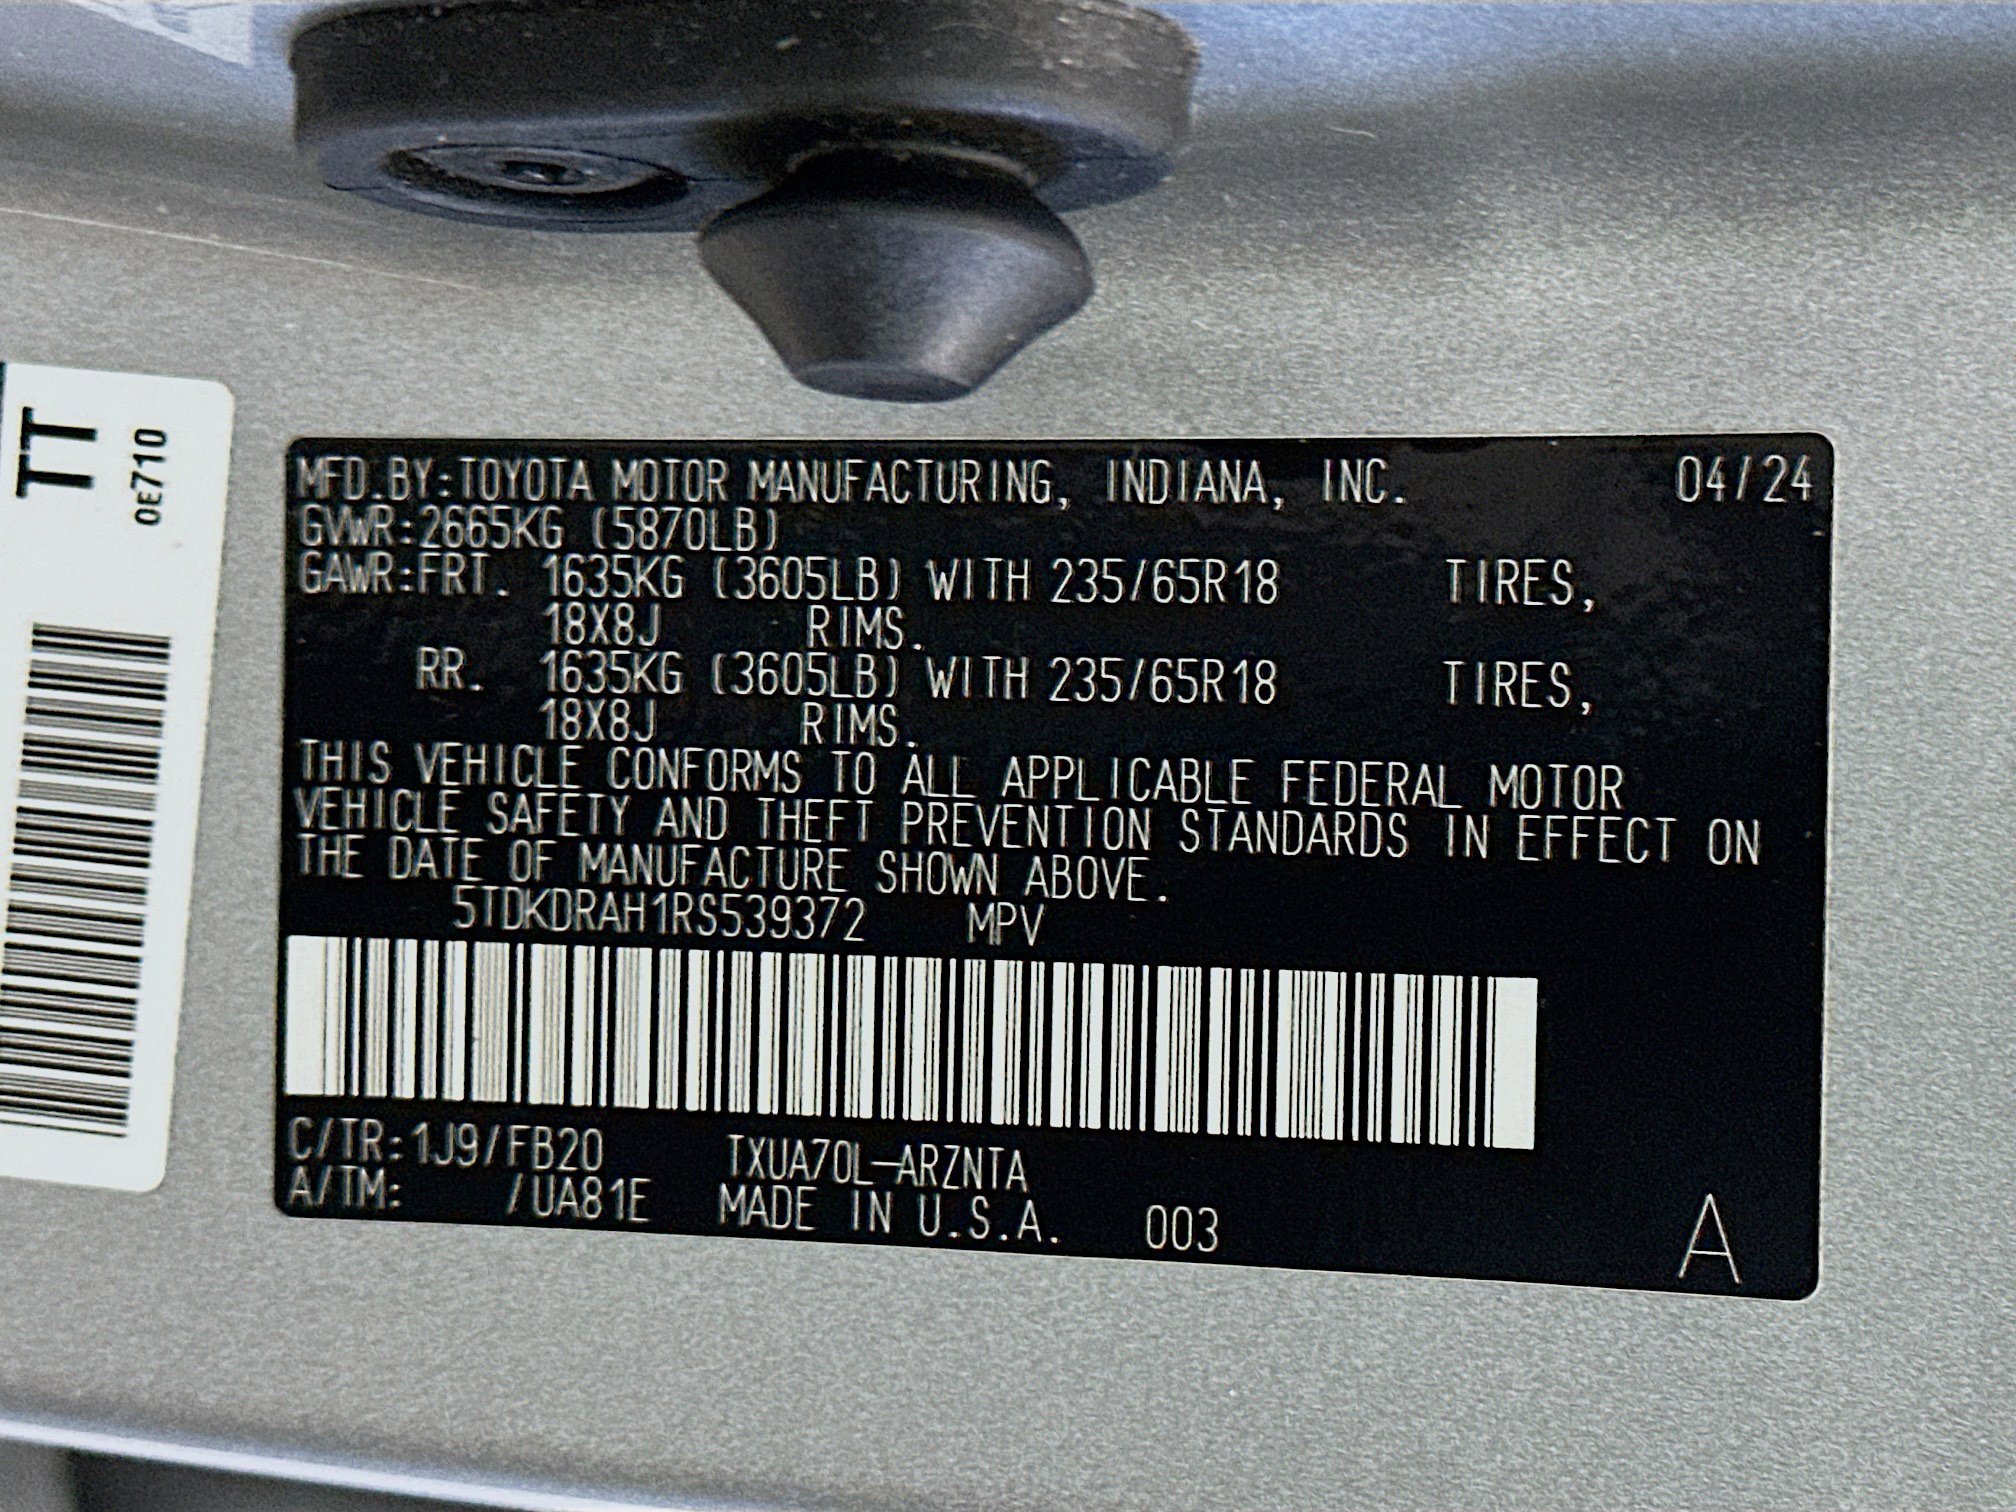 TT
0E710
MFD.BY:TOYOTA MOTOR MANUFACTURING, INDIANA, INC. 04/24
GVWR:2665KG (5870LB)
GAWR:FRT. 1635KG (3605LB) WITH 235/65R18 TIRES,
18X8J RIMS.
RR. 1635KG (3605LB) WITH 235/65R18 TIRES,
18X8J RIMS.
THIS VEHICLE CONFORMS TO ALL APPLICABLE FEDERAL MOTOR
VEHICLE SAFETY AND THEFT PREVENTION STANDARDS IN EFFECT ON
THE DATE OF MANUFACTURE SHOWN ABOVE.
5TDKDRAH1RS539372 MPV
C/TR:1J9/FB20 TXUA70L-ARZNTA
A/TM: /UA81E MADE IN U.S.A. 003
A